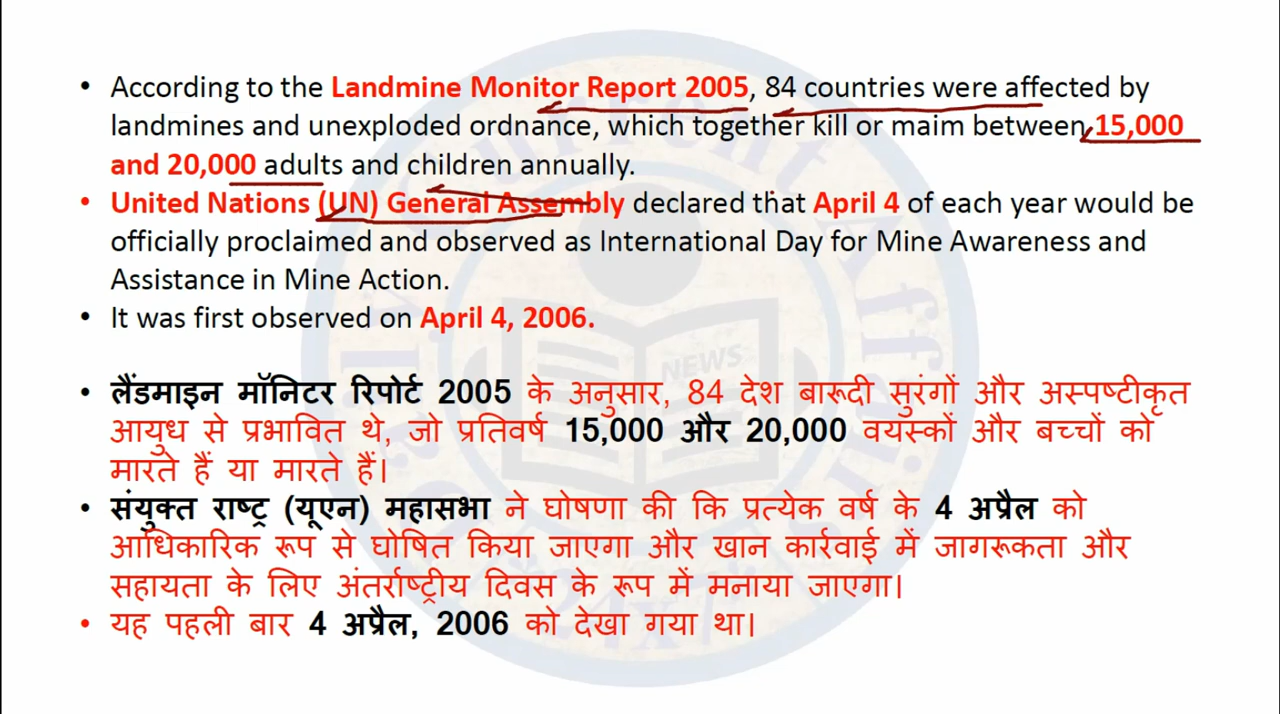 • According to the Landmine Monitor Report 2005, 84 countries were affected by
landmines and unexploded ordnance, which together kill or maim between 15,000
and 20,000 adults and children annually.
• United Nations (UN) General Assembly declared that April 4 of each year would be
officially proclaimed and observed as International Day for Mine Awareness and
Assistance in Mine Action.
• It was first observed on April 4, 2006.
NEWS
• लैंडमाइन मॉनिटर रिपोर्ट 2005 के अनुसार, 84 देश बारूदी सुरंगों और अस्पष्टीकृत
आयुध से प्रभावित थे, जो प्रतिवर्ष 15,000 और 20,000 वयस्कों और बच्चों को
मारते हैं या मारते हैं।
• संयुक्त राष्ट्र (यूएन) महासभा ने घोषणा की कि प्रत्येक वर्ष के 4 अप्रैल को
आधिकारिक रूप से घोषित किया जाएगा और खान कार्रवाई में जागरूकता और
सहायता के लिए अंतर्राष्ट्रीय दिवस के रूप में मनाया जाएगा।
• यह पहली बार 4 अप्रैल, 2006 को देखा गया था।